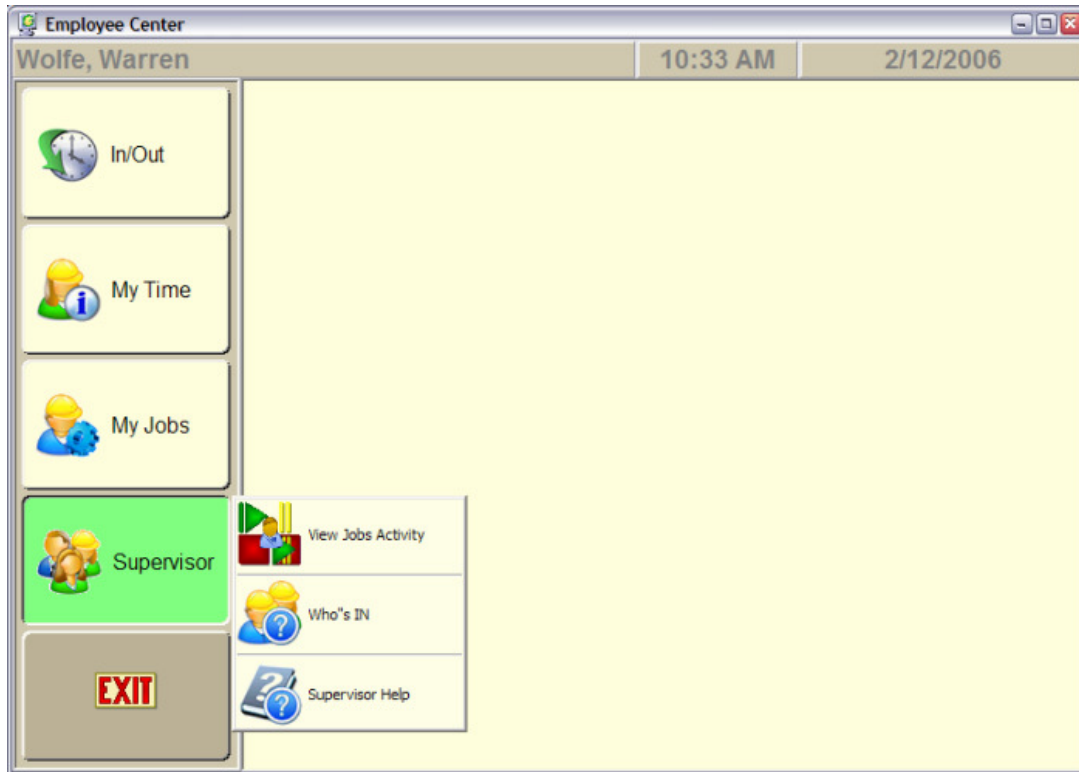 Employee Center
Wolfe, Warren 10:33 AM 2/12/2006
In/Out
My Time
My Jobs
Supervisor
View Jobs Activity
Who"s IN
Supervisor Help
EXIT